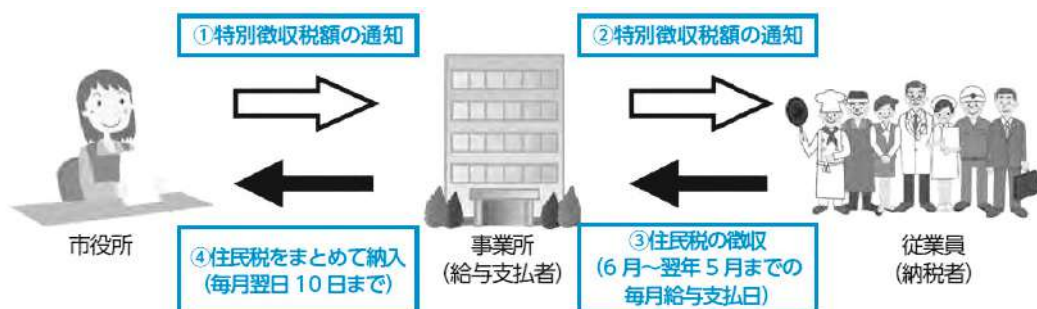 ①特別徴収税額の通知
②特別徴収税額の通知
市役所
事業所
(給与支払者)
従業員
(納税者)
④住民税をまとめて納入
(毎月翌日 10 日まで)
③住民税の徴収
(6 月~翌年 5 月までの
毎月給与支払日)